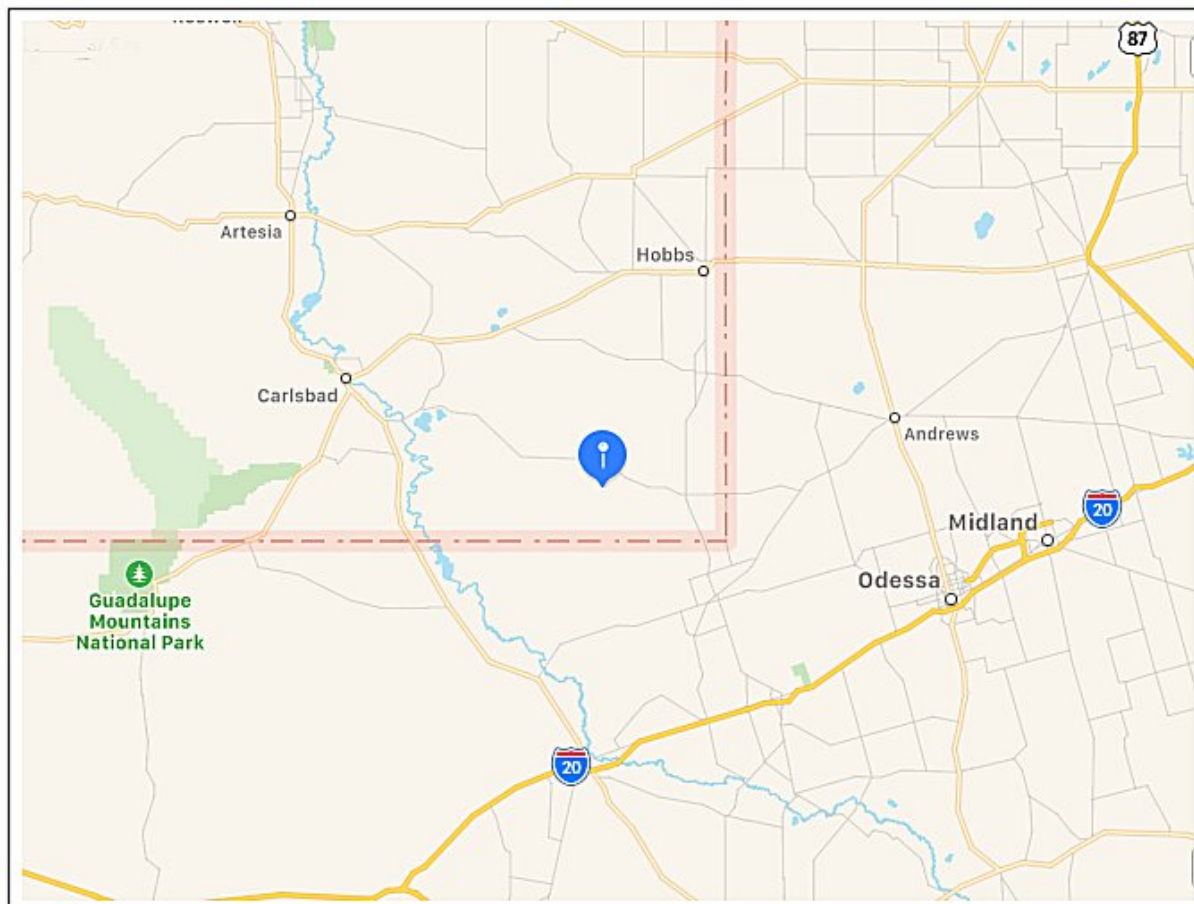 87
Artesia
Hobbs
Carlsbad
Andrews
20
Midland
Odessa
Guadalupe
Mountains
National Park
20